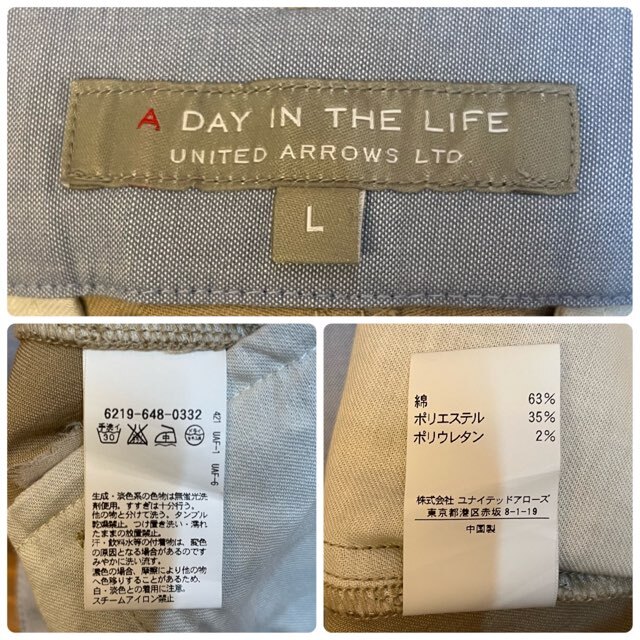 A DAY IN THE LIFE
UNITED ARROWS LTD.
L
6219-648-0332
手洗イ
30
中
421 UAF-1 UAF-6
生成・淡色系の色物は無蛍光洗
剤使用。すすぎは十分行う。
他の物と分けて洗う。タンブル
乾燥禁止。つけ置き洗い・濡れ
たままの放置禁止。
汗・飲料水等の付着物は、変色
の原因となる場合があるのです
みやかに洗い流す。
濃色の場合、摩擦により他の物
へ色移りすることがあるため、
白・淡色との着用に注意。
スチームアイロン禁止
綿 63%
ポリエステル 35%
ポリウレタン 2%
株式会社 ユナイテッドアローズ
東京都港区赤坂 8-1-19
中国製